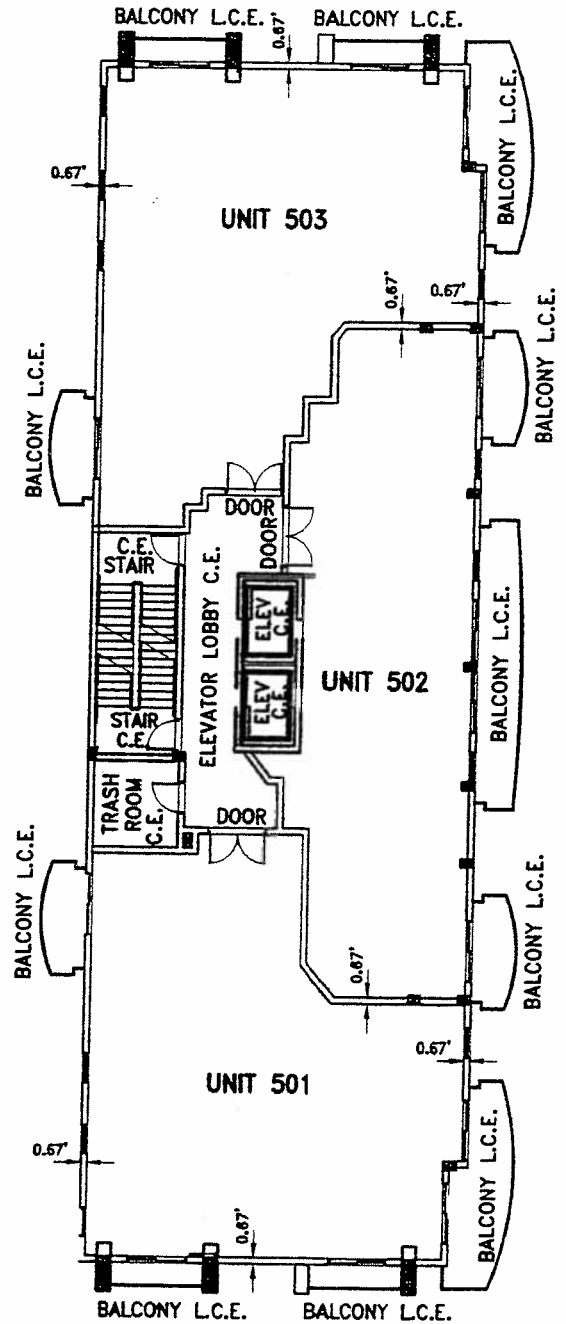 BALCONY L.C.E.
BALCONY L.C.E.
0.67'
BALCONY L.C.E.
0.67'
UNIT 503
0.67'
0.67'
BALCONY L.C.E.
BALCONY L.C.E.
DOOR
DOOR
C.E.
STAIR
ELEVATOR LOBBY C.E.
ELEV
C.E.
ELEV
C.E.
UNIT 502
BALCONY L.C.E.
STAIR
C.E.
TRASH
ROOM
C.E.
DOOR
BALCONY L.C.E.
BALCONY L.C.E.
0.67'
0.67'
UNIT 501
BALCONY L.C.E.
0.67'
0.67'
BALCONY L.C.E.
BALCONY L.C.E.